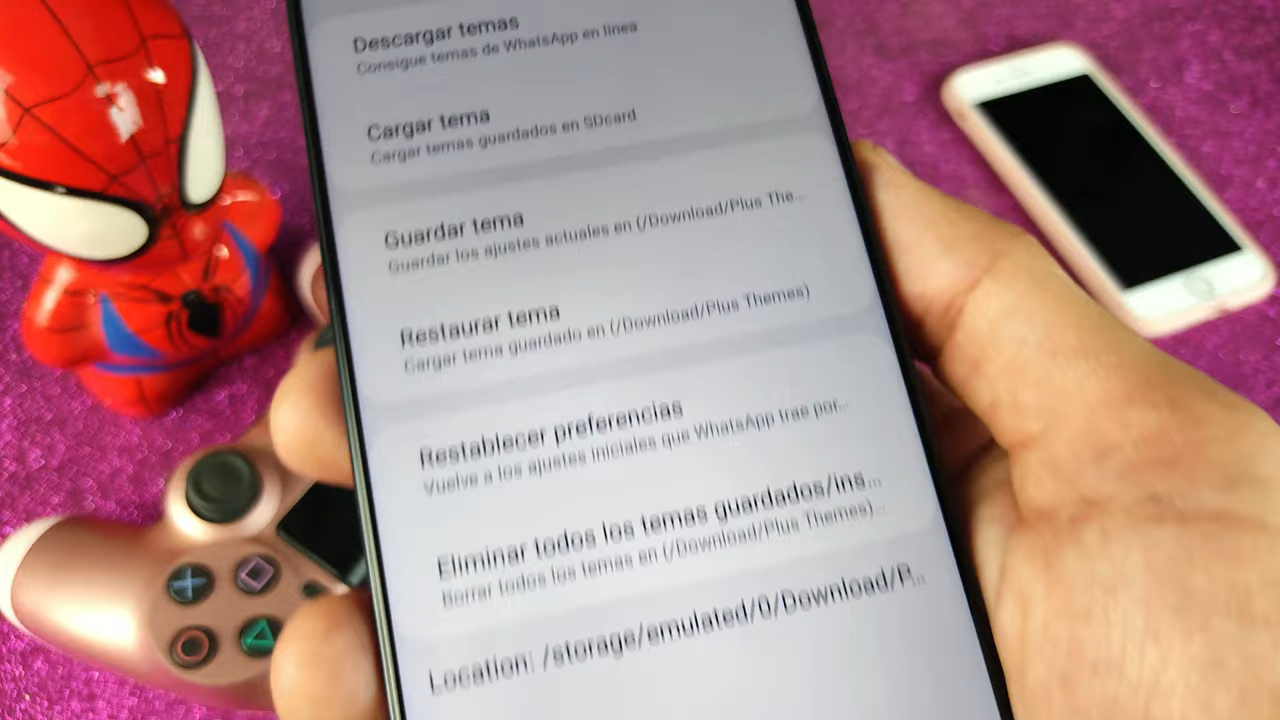 Descargar temas
Consigue temas de WhatsApp en línea
Cargar tema
Cargar temas guardados en SDcard
Guardar tema
Guardar los ajustes actuales en (/Download/Plus The...
Restaurar tema
Cargar tema guardado en (/Download/Plus Themes)
Restablecer preferencias
Vuelve a los ajustes iniciales que WhatsApp trae por...
Eliminar todos los temas guardados/ins...
Borrar todos los temas en (/Download/Plus Themes)...
Location: /storage/emulated/0/Download/P...